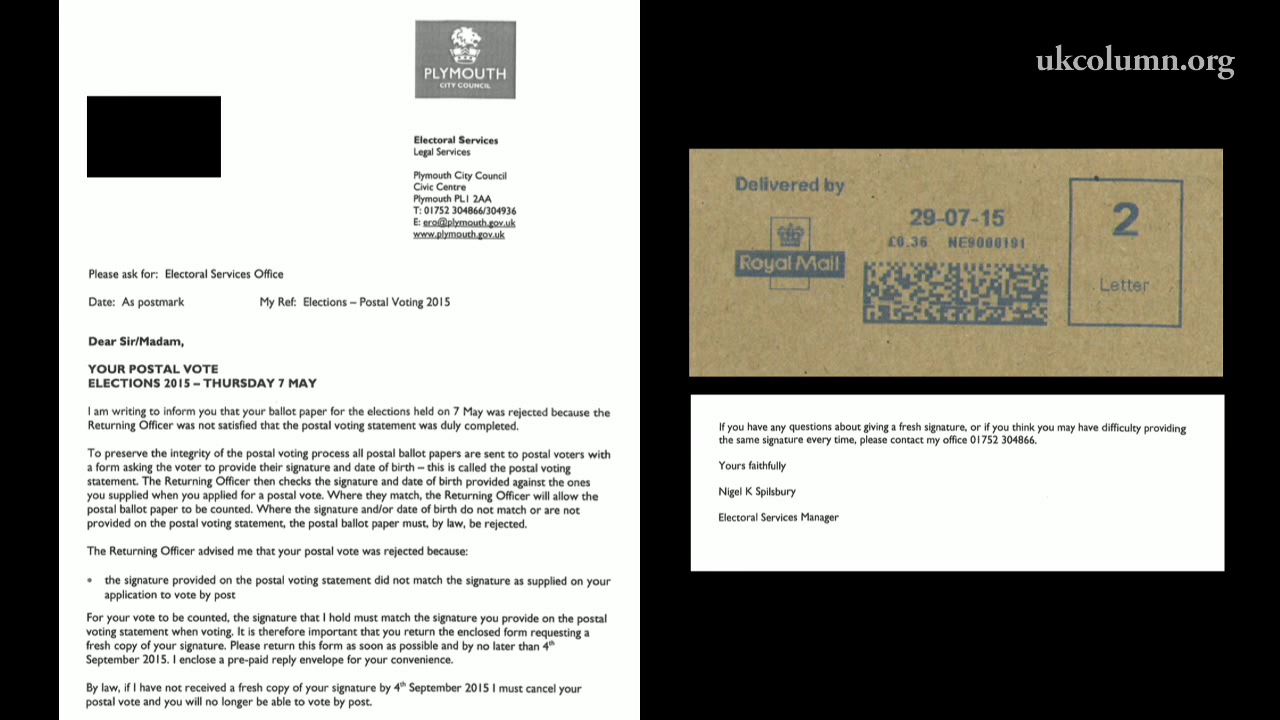 PLYMOUTH
CITY COUNCIL
Electoral Services
Legal Services
Plymouth City Council
Civic Centre
Plymouth PL1 2AA
T: 01752 304866/304936
E: ero@plymouth.gov.uk
www.plymouth.gov.uk
Please ask for: Electoral Services Office
Date: As postmark My Ref: Elections – Postal Voting 2015
Dear Sir/Madam,
YOUR POSTAL VOTE
ELECTIONS 2015 – THURSDAY 7 MAY
I am writing to inform you that your ballot paper for the elections held on 7 May was rejected because the
Returning Officer was not satisfied that the postal voting statement was duly completed.
To preserve the integrity of the postal voting process all postal ballot papers are sent to postal voters with
a form asking the voter to provide their signature and date of birth – this is called the postal voting
statement. The Returning Officer then checks the signature and date of birth provided against the ones
you supplied when you applied for a postal vote. Where they match, the Returning Officer will allow the
postal ballot paper to be counted. Where the signature and/or date of birth do not match or are not
provided on the postal voting statement, the postal ballot paper must, by law, be rejected.
The Returning Officer advised me that your postal vote was rejected because:
• the signature provided on the postal voting statement did not match the signature as supplied on your
application to vote by post
For your vote to be counted, the signature that I hold must match the signature you provide on the postal
voting statement when voting. It is therefore important that you return the enclosed form requesting a
fresh copy of your signature. Please return this form as soon as possible and by no later than 4th
September 2015. I enclose a pre-paid reply envelope for your convenience.
By law, if I have not received a fresh copy of your signature by 4th September 2015 I must cancel your
postal vote and you will no longer be able to vote by post.
ukcolumn.org
Delivered by
Royal Mail
29-07-15
£0.36 NE9000191
2
Letter
If you have any questions about giving a fresh signature, or if you think you may have difficulty providing
the same signature every time, please contact my office 01752 304866.
Yours faithfully
Nigel K Spilsbury
Electoral Services Manager